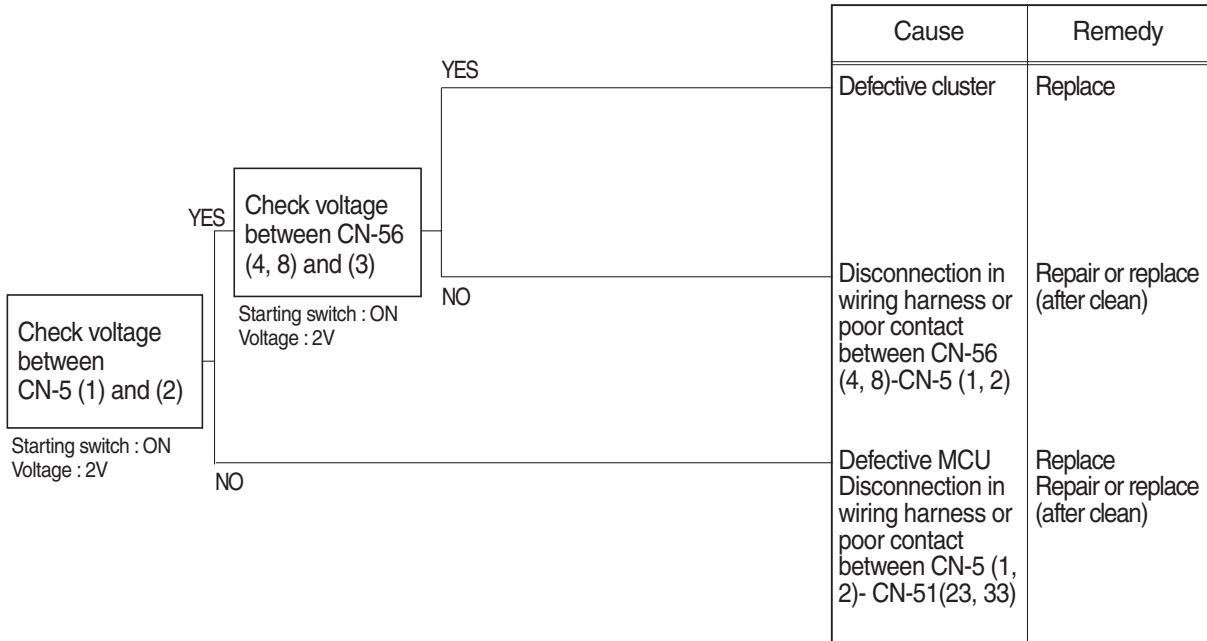 Cause
Remedy
YES
Defective cluster
Replace
YES
Check voltage
between CN-56
(4, 8) and (3)
Starting switch : ON
Voltage : 2V
NO
Disconnection in
wiring harness or
poor contact
between CN-56
(4, 8)-CN-5 (1, 2)
Repair or replace
(after clean)
Check voltage
between
CN-5 (1) and (2)
Starting switch : ON
Voltage : 2V
NO
Defective MCU
Disconnection in
wiring harness or
poor contact
between CN-5 (1,
2)- CN-51(23, 33)
Replace
Repair or replace
(after clean)